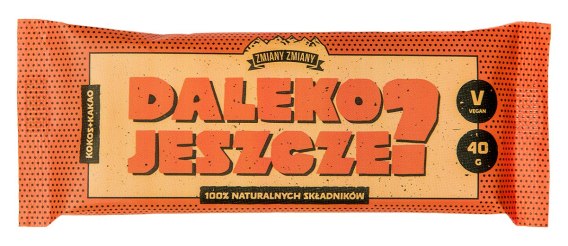 ZMIANY ZMIANY
DALEKO
JESZCZE?
KOKOS+KAKAO
V
VEGAN
40
G
100% NATURALNYCH SKŁADNIKÓW